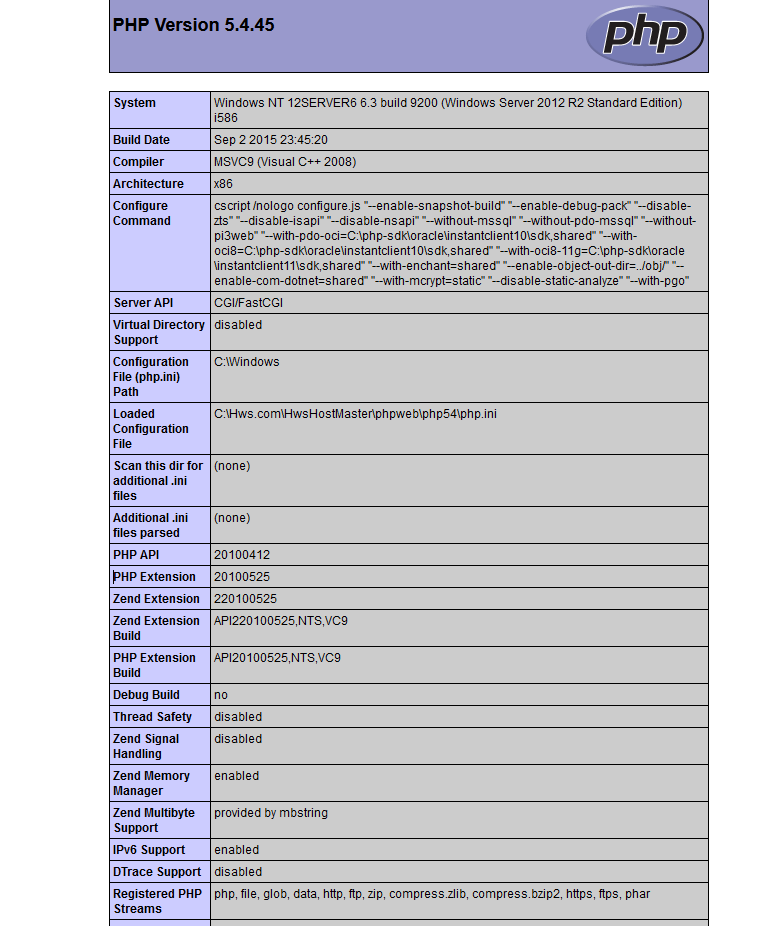 PHP Version 5.4.45
php
System
Windows NT 12SERVER6 6.3 build 9200 (Windows Server 2012 R2 Standard Edition)
i586
Build Date
Sep 2 2015 23:45:20
Compiler
MSVC9 (Visual C++ 2008)
Architecture
x86
Configure
Command
cscript /nologo configure.js "--enable-snapshot-build" "--enable-debug-pack" "--disable-
zts" "--disable-isapi" "--disable-nsapi" "--without-mssql" "--without-pdo-mssql" "--without-
pi3web" "--with-pdo-oci=C:\php-sdk\oracle\instantclient10\sdk,shared" "--with-
oci8=C:\php-sdk\oracle\instantclient10\sdk,shared" "--with-oci8-11g=C:\php-sdk\oracle
\instantclient11\sdk,shared" "--with-enchant=shared" "--enable-object-out-dir=../obj/" "--
enable-com-dotnet=shared" "--with-mcrypt=static" "--disable-static-analyze" "--with-pgo"
Server API
CGI/FastCGI
Virtual Directory
Support
disabled
Configuration
File (php.ini)
Path
C:\Windows
Loaded
Configuration
File
C:\Hws.com\HwsHostMaster\phpweb\php54\php.ini
Scan this dir for
additional .ini
files
(none)
Additional .ini
files parsed
(none)
PHP API
20100412
PHP Extension
20100525
Zend Extension
220100525
Zend Extension
Build
API220100525,NTS,VC9
PHP Extension
Build
API20100525,NTS,VC9
Debug Build
no
Thread Safety
disabled
Zend Signal
Handling
disabled
Zend Memory
Manager
enabled
Zend Multibyte
Support
provided by mbstring
IPv6 Support
enabled
DTrace Support
disabled
Registered PHP
Streams
php, file, glob, data, http, ftp, zip, compress.zlib, compress.bzip2, https, ftps, phar